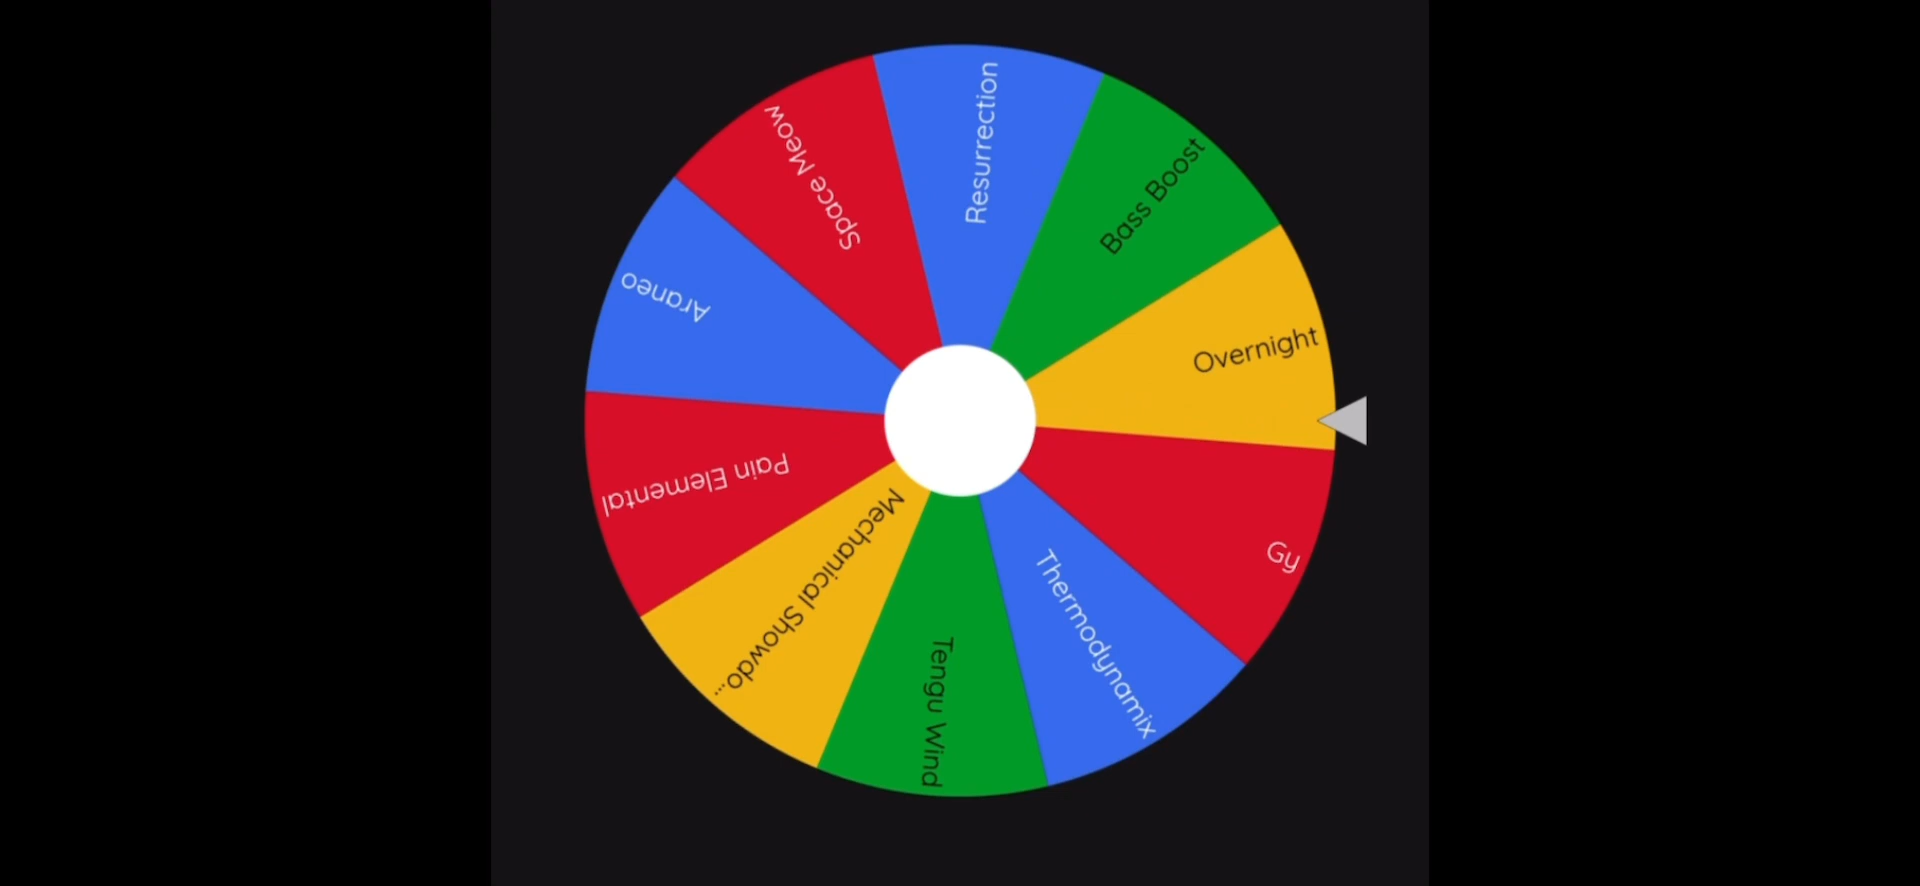 Resurrection
Bass Boost
Overnight
Gy
Thermodynamix
Tengu Wind
Mechanical Showdo...
Pain Elemental
Araneo
Space Meow